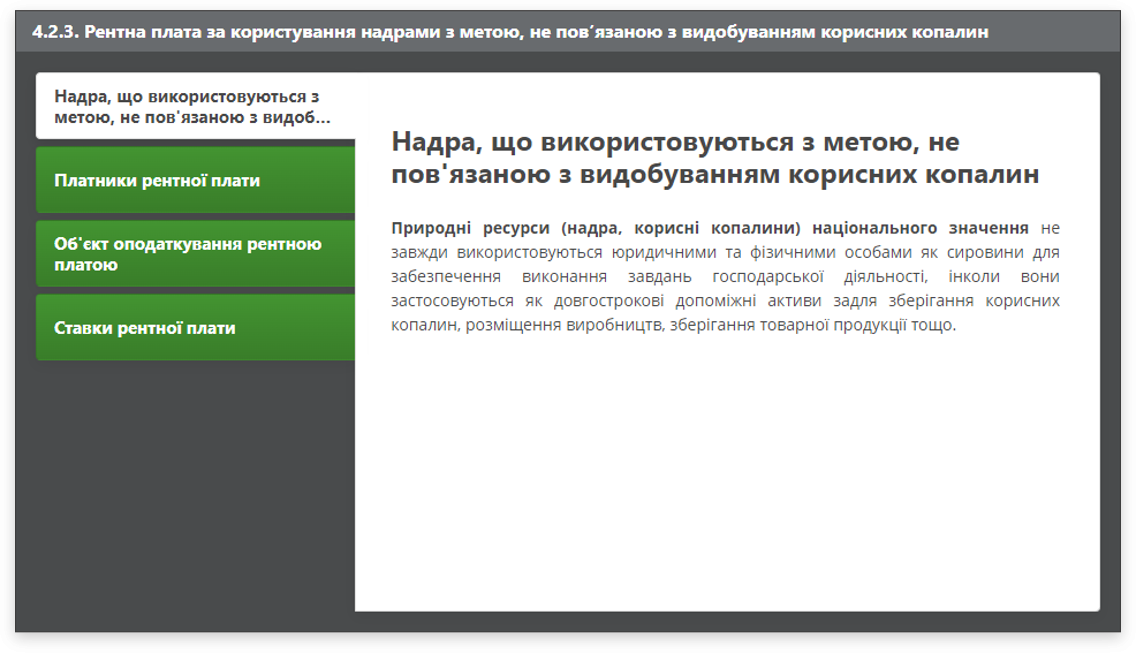 4.2.3. Рентна плата за користування надрами з метою, не пов’язаною з видобуванням корисних копалин
Надра, що використовуються з
метою, не пов'язаною з видоб...
Платники рентної плати
Об'єкт оподаткування рентною
платою
Ставки рентної плати
Надра, що використовуються з метою, не
пов'язаною з видобуванням корисних копалин
Природні ресурси (надра, корисні копалини) національного значення не
завжди використовуються юридичними та фізичними особами як сировини для
забезпечення виконання завдань господарської діяльності, інколи вони
застосовуються як довгострокові допоміжні активи задля зберігання корисних
копалин, розміщення виробництв, зберігання товарної продукції тощо.